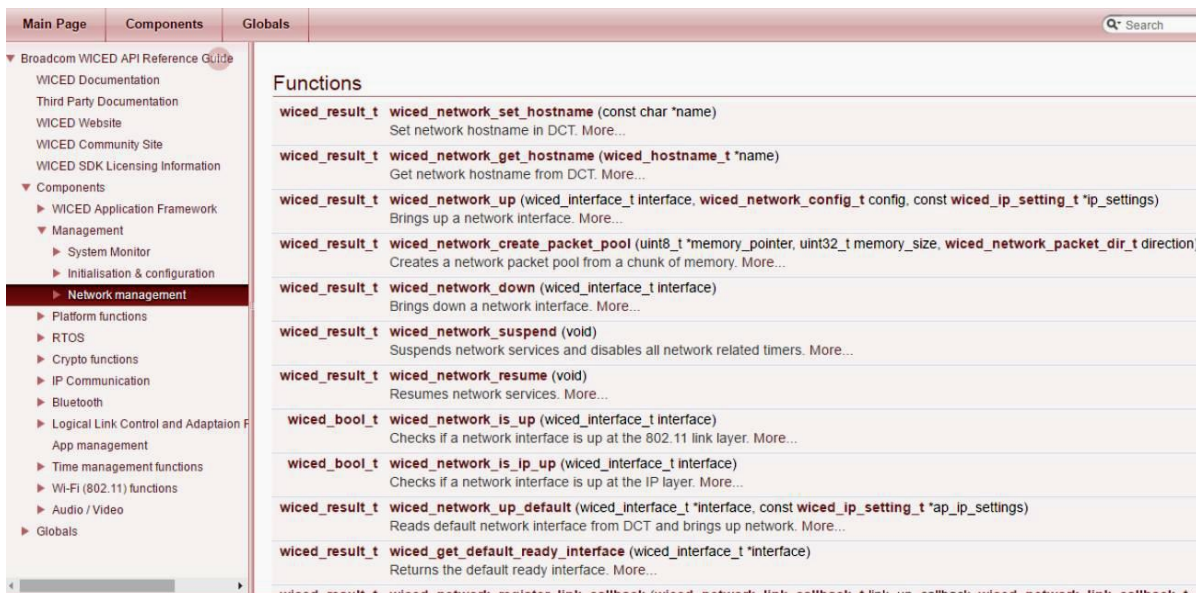 Main Page
Components
Globals
Search
Broadcom WICED API Reference Guide
WICED Documentation
Third Party Documentation
WICED Website
WICED Community Site
WICED SDK Licensing Information
Components
WICED Application Framework
Management
System Monitor
Initialisation & configuration
Network management
Platform functions
RTOS
Crypto functions
IP Communication
Bluetooth
Logical Link Control and Adaptaion
App management
Time management functions
Wi-Fi (802.11) functions
Audio / Video
Globals
Functions
wiced_result_t wiced_network_set_hostname (const char *name)
Set network hostname in DCT. More...
wiced_result_t wiced_network_get_hostname (wiced_hostname_t *name)
Get network hostname from DCT. More...
wiced_result_t wiced_network_up (wiced_interface_t interface, wiced_network_config_t config, const wiced_ip_setting_t *ip_settings)
Brings up a network interface. More...
wiced_result_t wiced_network_create_packet_pool (uint8_t *memory_pointer, uint32_t memory_size, wiced_network_packet_dir_t direction)
Creates a network packet pool from a chunk of memory. More...
wiced_result_t wiced_network_down (wiced_interface_t interface)
Brings down a network interface. More...
wiced_result_t wiced_network_suspend (void)
Suspends network services and disables all network related timers. More...
wiced_result_t wiced_network_resume (void)
Resumes network services. More...
wiced_bool_t wiced_network_is_up (wiced_interface_t interface)
Checks if a network interface is up at the 802.11 link layer. More...
wiced_bool_t wiced_network_is_ip_up (wiced_interface_t interface)
Checks if a network interface is up at the IP layer. More...
wiced_result_t wiced_network_up_default (wiced_interface_t *interface, const wiced_ip_setting_t *ap_ip_settings)
Reads default network interface from DCT and brings up network. More...
wiced_result_t wiced_get_default_ready_interface (wiced_interface_t *interface)
Returns the default ready interface. More...